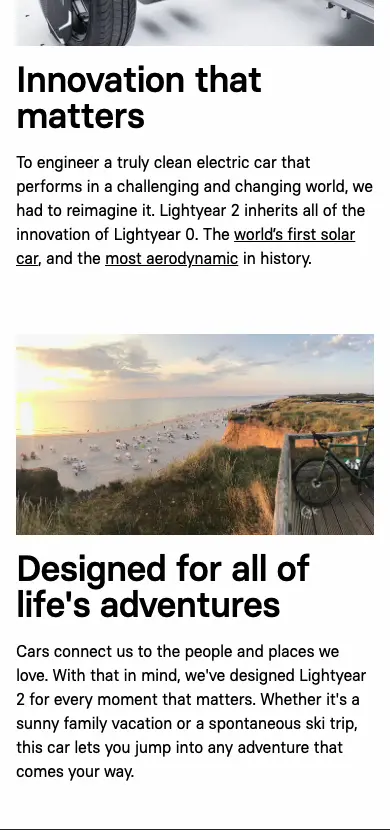 Innovation that
matters
To engineer a truly clean electric car that
performs in a challenging and changing world, we
had to reimagine it. Lightyear 2 inherits all of the
innovation of Lightyear 0. The world’s first solar
car, and the most aerodynamic in history.
Designed for all of
life's adventures
Cars connect us to the people and places we
love. With that in mind, we've designed Lightyear
2 for every moment that matters. Whether it's a
sunny family vacation or a spontaneous ski trip,
this car lets you jump into any adventure that
comes your way.